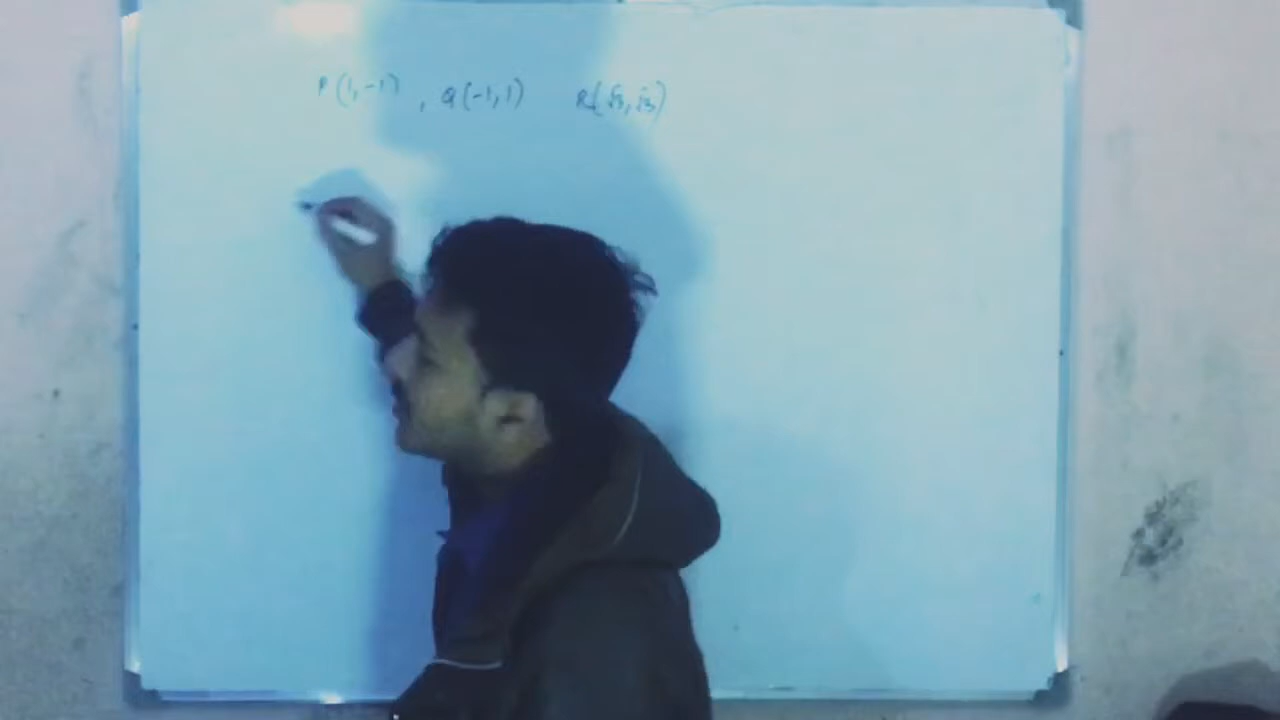 P(1,-1) , Q(-1,1) R(√3,√3)